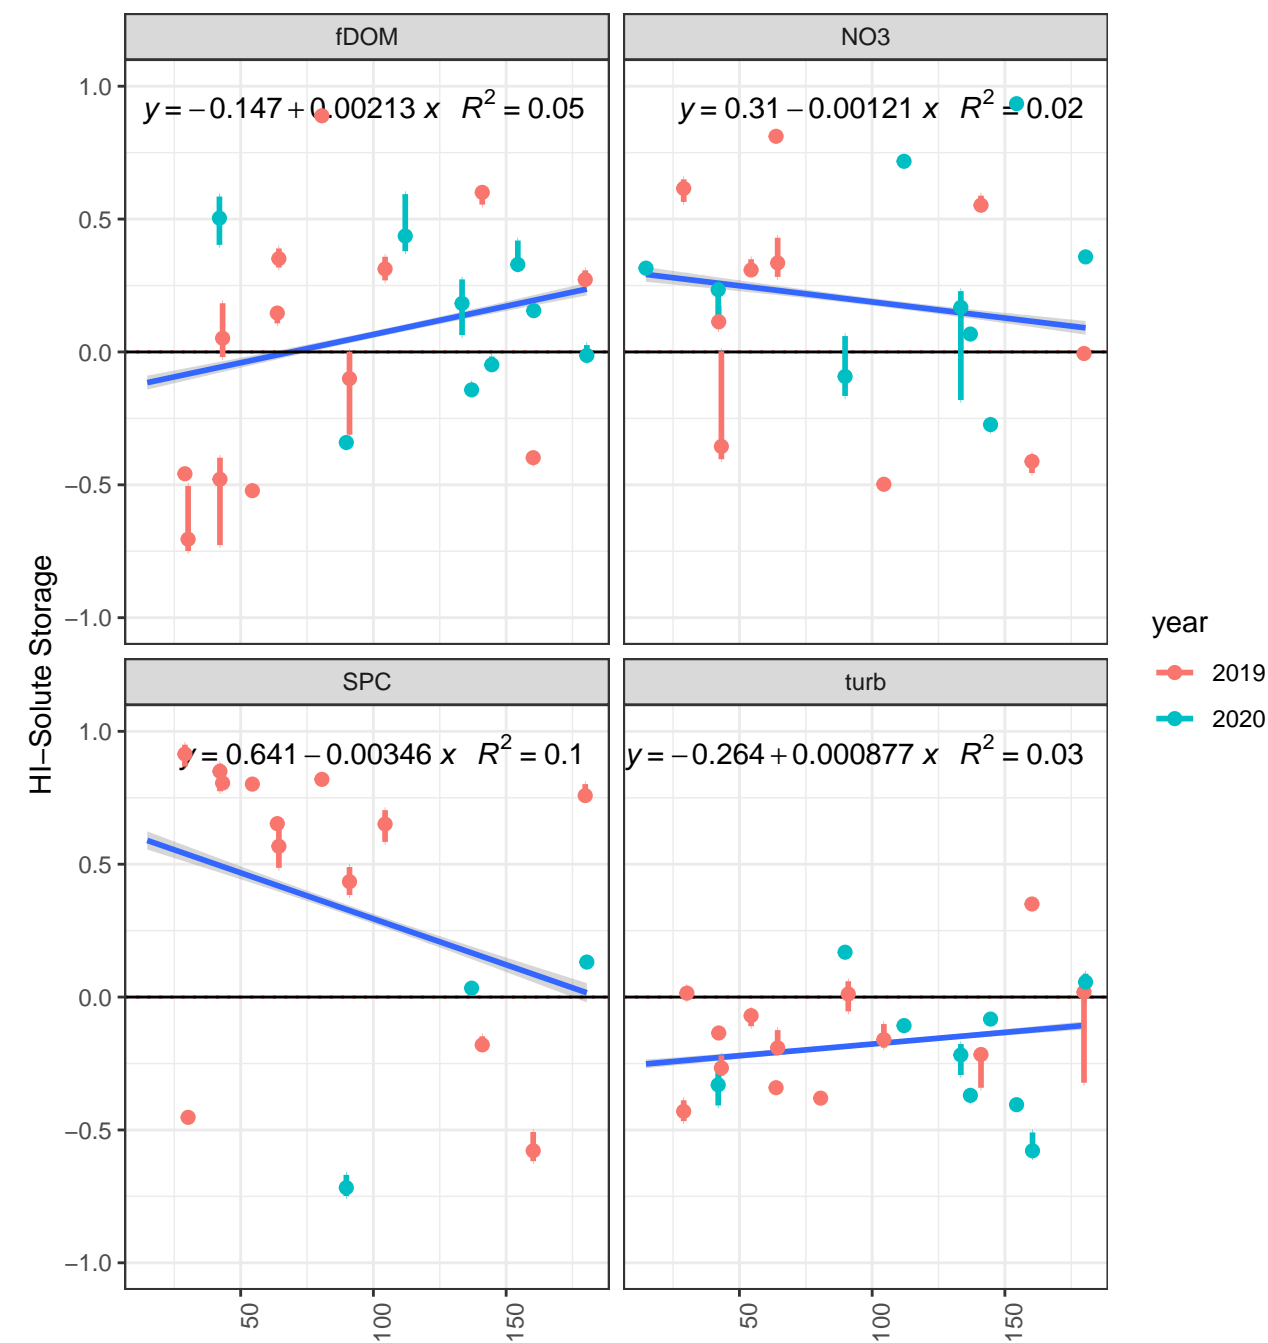 fDOM
NO3
y = −0.147 + 0.00213 x R² = 0.05
y = 0.31 − 0.00121 x R² = 0.02
1.0
0.5
0.0
−0.5
−1.0
HI−Solute Storage
SPC
turb
y = 0.641 − 0.00346 x R² = 0.1
y = −0.264 + 0.000877 x R² = 0.03
1.0
0.5
0.0
−0.5
−1.0
50
100
150
50
100
150
year
2019
2020